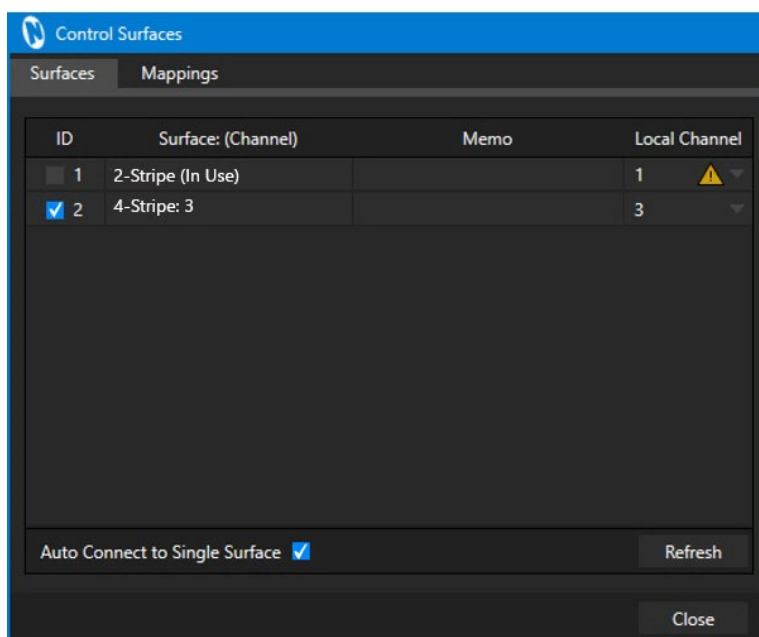 Control Surfaces
Surfaces Mappings
ID Surface: (Channel) Memo Local Channel
1 2-Stripe (In Use) 1
2 4-Stripe: 3 3
Auto Connect to Single Surface Refresh
Close